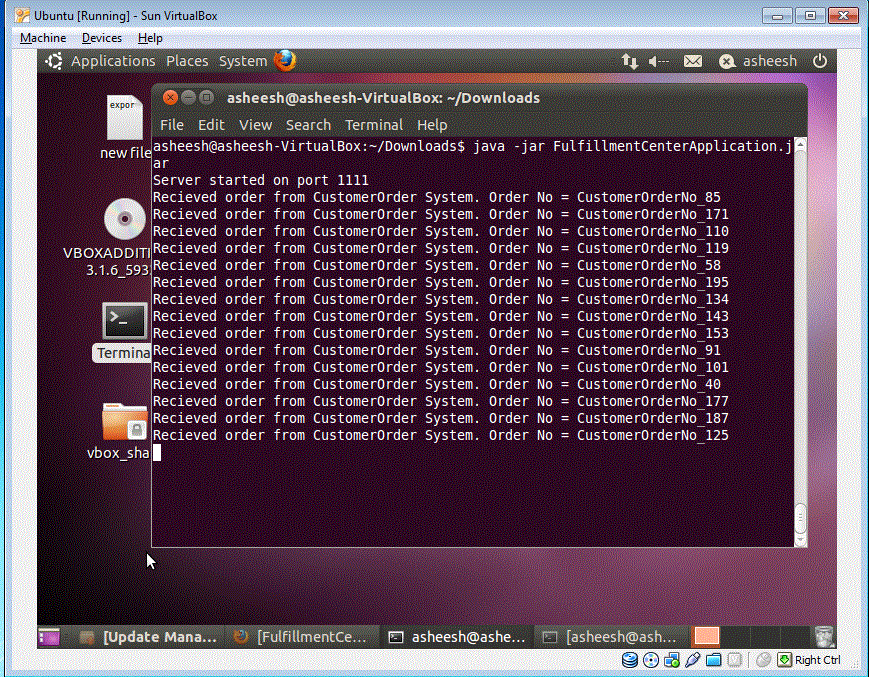 Ubuntu [Running] - Sun VirtualBox
Machine Devices Help
Applications Places System asheesh
asheesh@asheesh-VirtualBox: ~/Downloads
File Edit View Search Terminal Help
expor
new file
VBOXADDITI
3.1.6_593
Termina
vbox_sha
asheesh@asheesh-VirtualBox:~/Downloads$ java -jar FulfillmentCenterApplication.j
ar
Server started on port 1111
Recieved order from CustomerOrder System. Order No = CustomerOrderNo_85
Recieved order from CustomerOrder System. Order No = CustomerOrderNo_171
Recieved order from CustomerOrder System. Order No = CustomerOrderNo_110
Recieved order from CustomerOrder System. Order No = CustomerOrderNo_119
Recieved order from CustomerOrder System. Order No = CustomerOrderNo_58
Recieved order from CustomerOrder System. Order No = CustomerOrderNo_195
Recieved order from CustomerOrder System. Order No = CustomerOrderNo_134
Recieved order from CustomerOrder System. Order No = CustomerOrderNo_143
Recieved order from CustomerOrder System. Order No = CustomerOrderNo_153
Recieved order from CustomerOrder System. Order No = CustomerOrderNo_91
Recieved order from CustomerOrder System. Order No = CustomerOrderNo_101
Recieved order from CustomerOrder System. Order No = CustomerOrderNo_40
Recieved order from CustomerOrder System. Order No = CustomerOrderNo_177
Recieved order from CustomerOrder System. Order No = CustomerOrderNo_187
Recieved order from CustomerOrder System. Order No = CustomerOrderNo_125
[Update Mana... [FulfillmentCe... asheesh@ashe... [asheesh@ash...
Right Ctrl